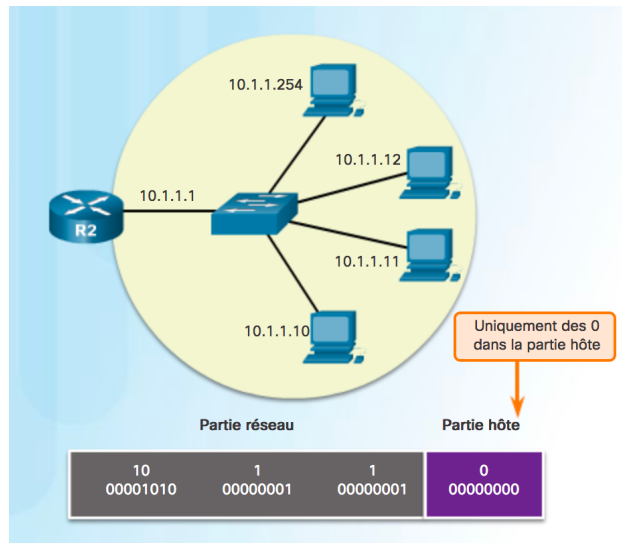 10.1.1.254
10.1.1.12
10.1.1.1
R2
10.1.1.11
10.1.1.10
Uniquement des 0
dans la partie hôte
Partie réseau
Partie hôte
10 1 1 0
00001010 00000001 00000001 00000000